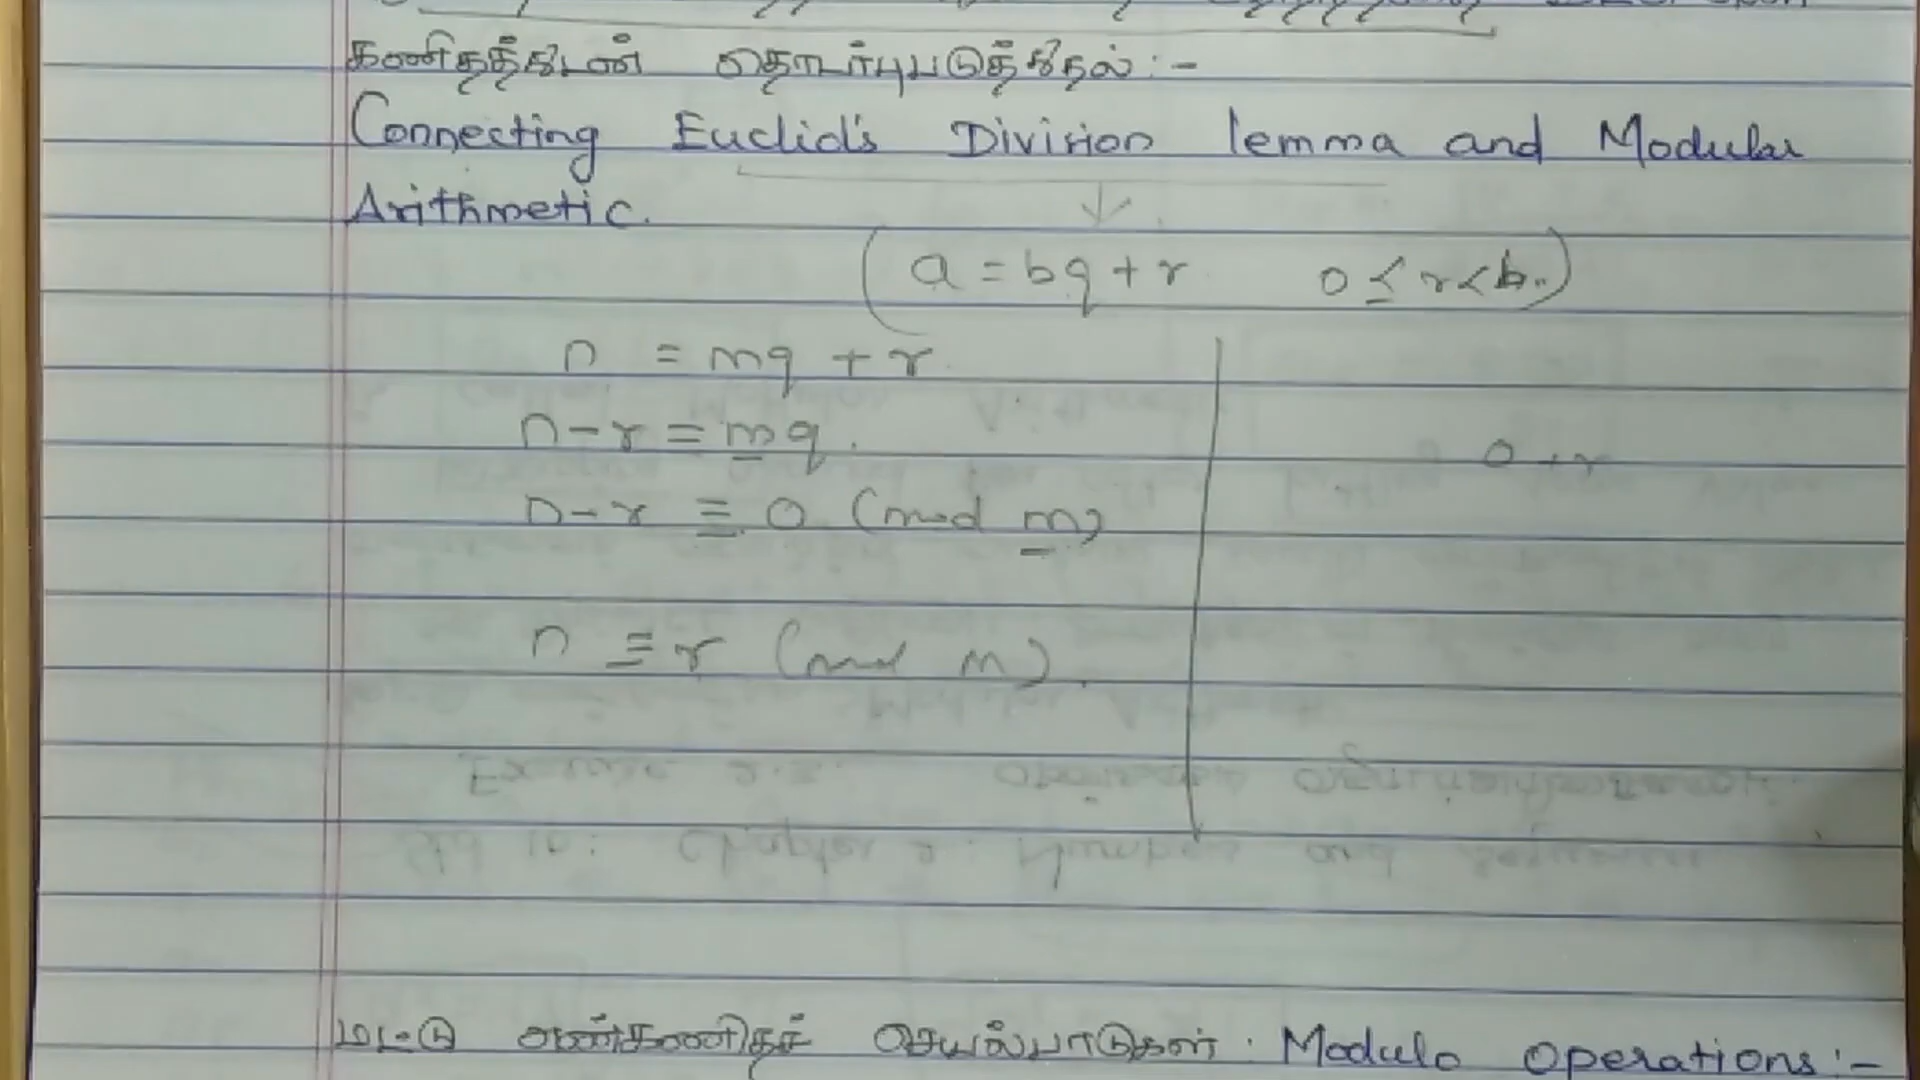 கணிதத்துடன் தொடர்புபடுத்துதல் :-
Connecting Euclid's Division lemma and Modular
Arithmetic.
(a = bq + r 0 ≤ r < b.)
n = mq + r
n - r = mq.
n - r ≡ 0 (mod m)
n ≡ r (mod m).
மட்டு எண்கணிதச் செயல்பாடுகள் : Modulo Operations :-